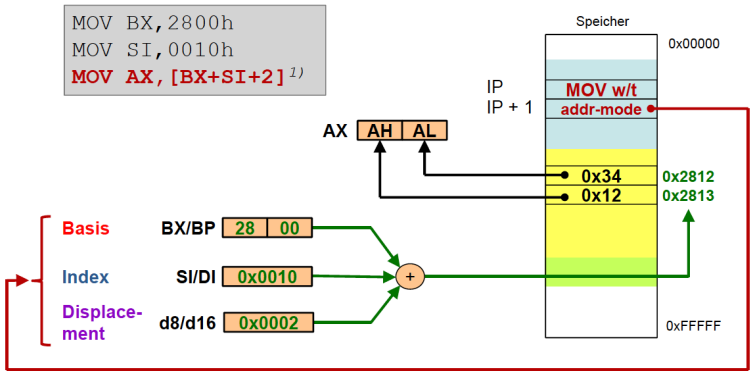 MOV BX,2800h
MOV SI,0010h
MOV AX,[BX+SI+2] 1)
Speicher
0x00000
IP
MOV w/t
IP + 1
addr-mode
AX AH AL
0x34 0x2812
0x12 0x2813
Basis BX/BP 28 00
Index SI/DI 0x0010 +
Displace-
ment
d8/d16 0x0002
0xFFFFF